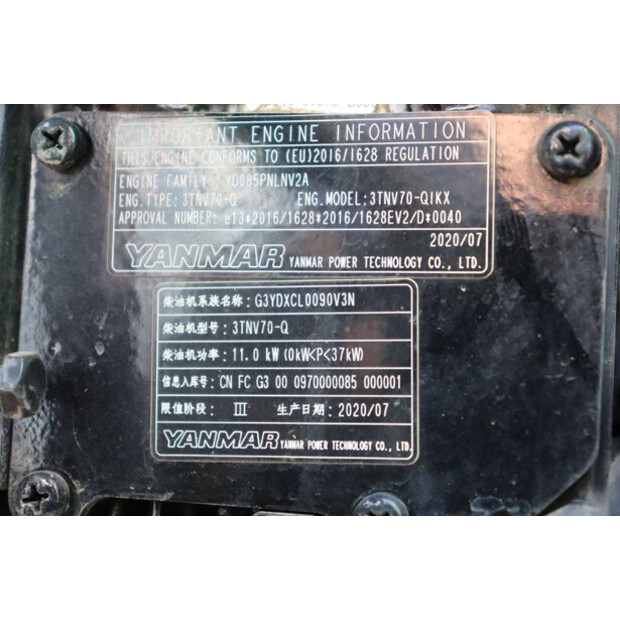 IMPORTANT ENGINE INFORMATION
THIS ENGINE CONFORMS TO (EU)2016/1628 REGULATION
ENGINE FAMILY: YD085PNLNV2A
ENG.TYPE: 3TNV70-Q ENG.MODEL: 3TNV70-QIKX
APPROVAL NUMBER: e13*2016/1628*2016/1628EV2/D*0040
2020/07
YANMAR YANMAR POWER TECHNOLOGY CO., LTD.
柴油机系族名称: G3YDXCL0090V3N
柴油机型号: 3TNV70-Q
柴油机功率: 11.0 kW (0kW<P<37kW)
信息入库号: CN FC G3 00 0970000085 000001
限值阶段: III 生产日期: 2020/07
YANMAR YANMAR POWER TECHNOLOGY CO., LTD.